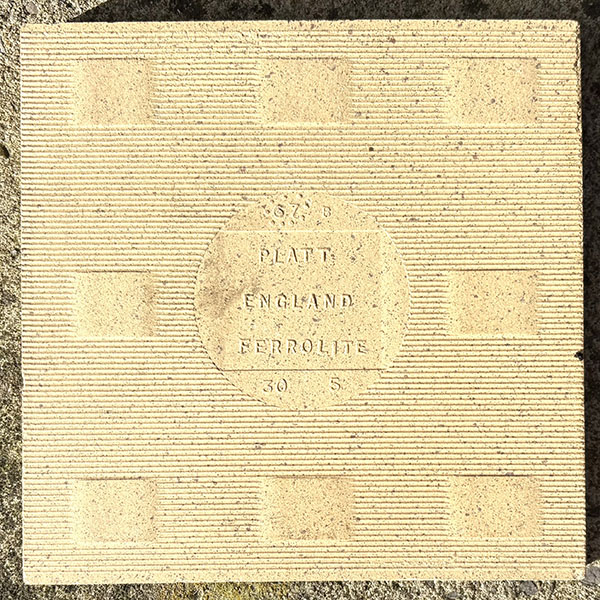 67. B
PLATT.
ENGLAND
FERROLITE
30 5